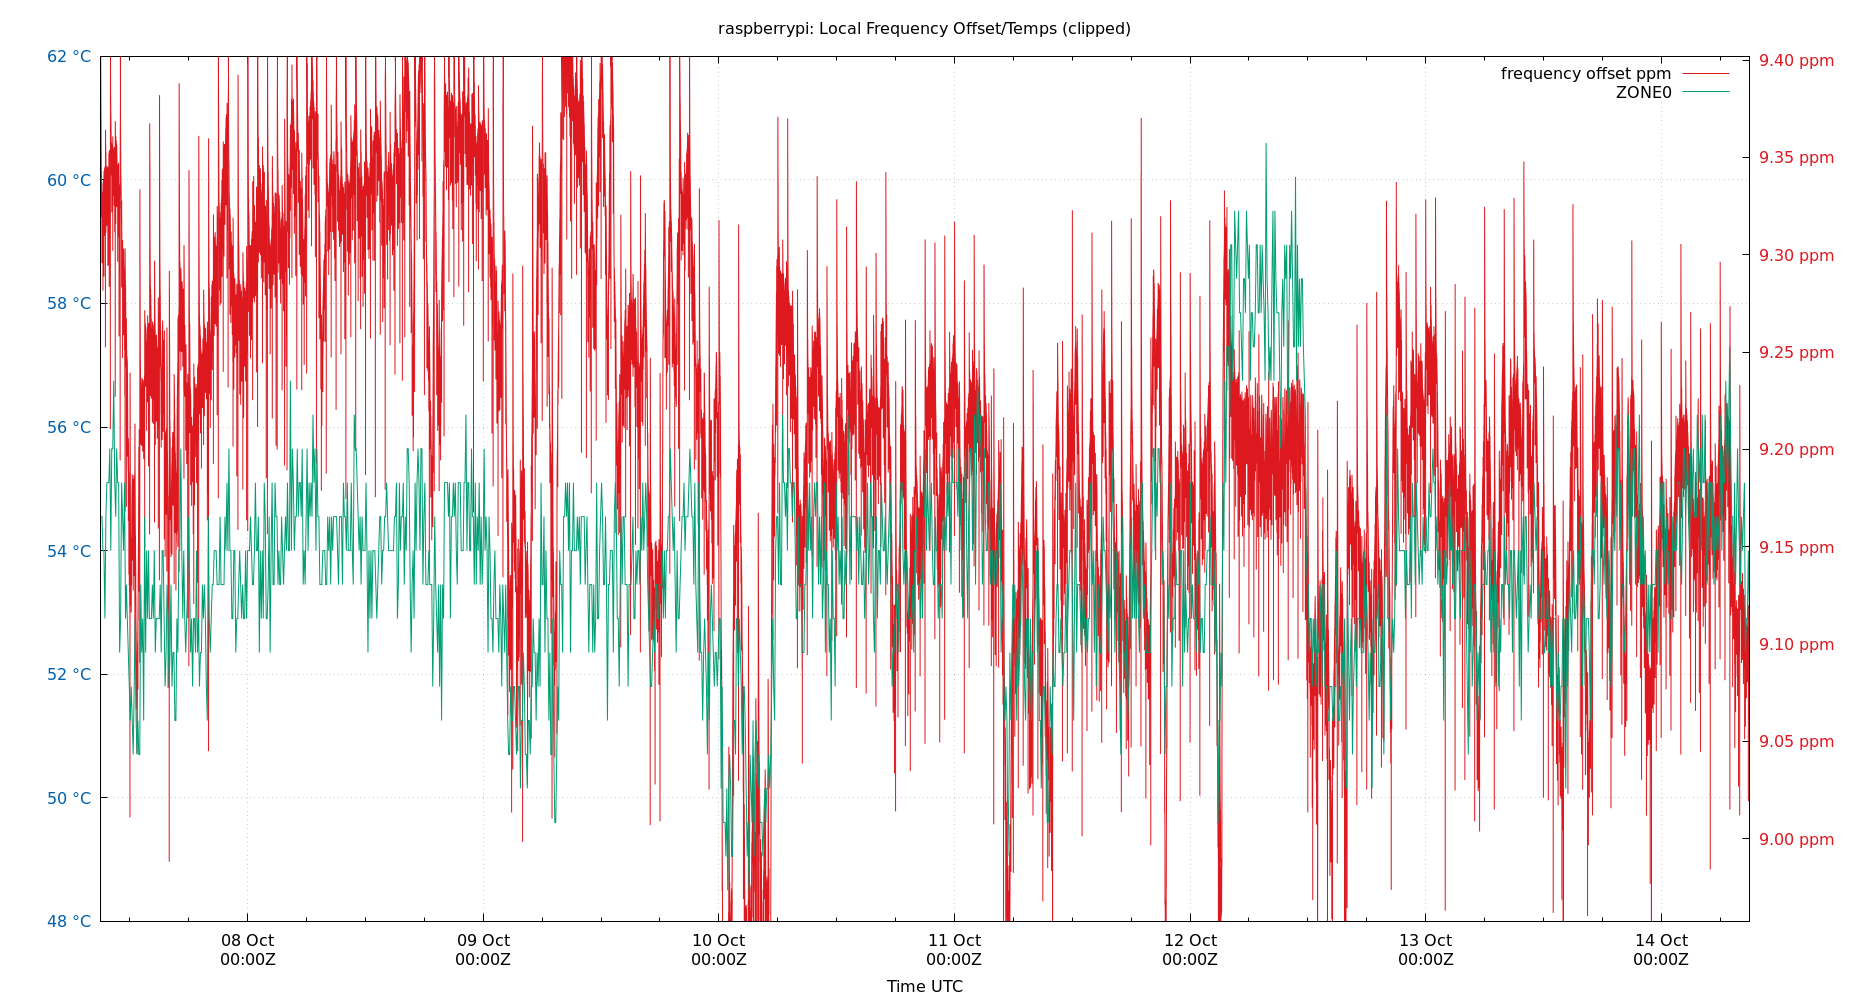 raspberrypi: Local Frequency Offset/Temps (clipped)
62 °C
60 °C
58 °C
56 °C
54 °C
52 °C
50 °C
48 °C
9.40 ppm
9.35 ppm
9.30 ppm
9.25 ppm
9.20 ppm
9.15 ppm
9.10 ppm
9.05 ppm
9.00 ppm
frequency offset ppm
ZONE0
08 Oct
00:00Z
09 Oct
00:00Z
10 Oct
00:00Z
11 Oct
00:00Z
12 Oct
00:00Z
13 Oct
00:00Z
14 Oct
00:00Z
Time UTC